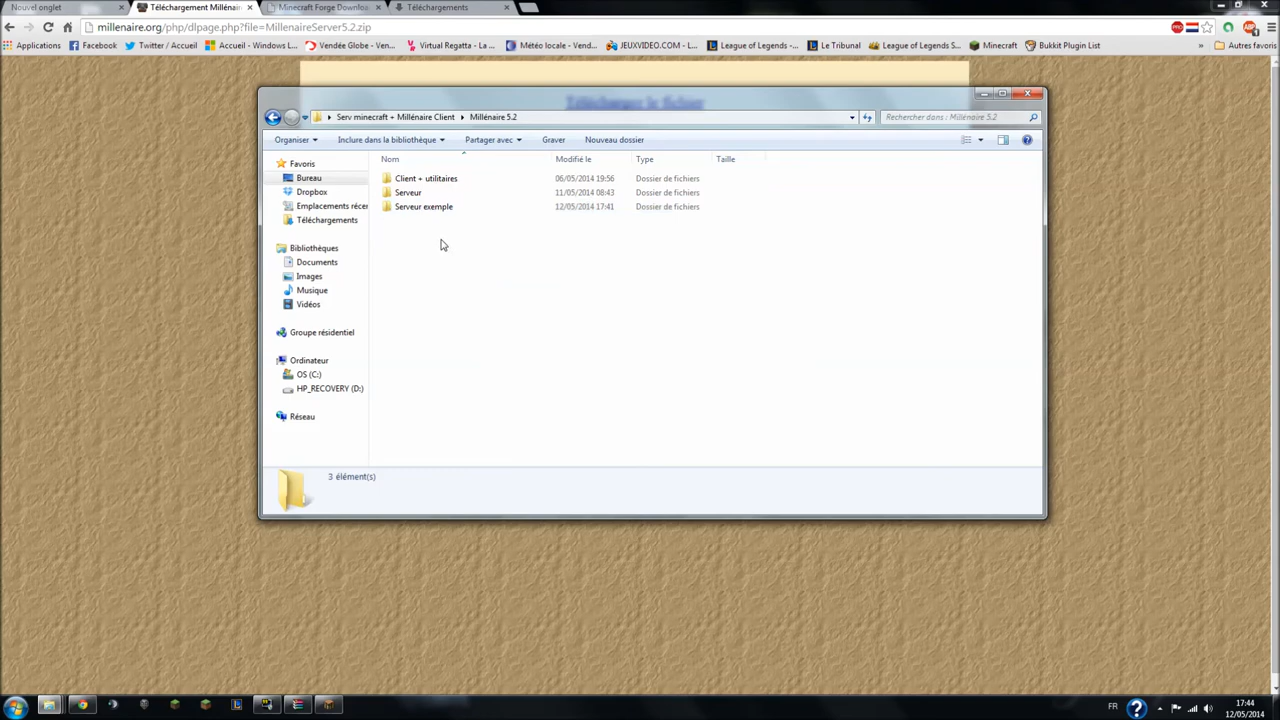 Nouvel onglet
Téléchargement Millénai
Minecraft Forge Downloa
Téléchargements
millenaire.org/php/dlpage.php?file=MillenaireServer5.2.zip
Applications
Facebook
Twitter / Accueil
Accueil - Windows L...
Vendée Globe - Ven...
Virtual Regatta - La ...
Météo locale - Vend...
JEUXVIDEO.COM - L...
League of Legends -...
Le Tribunal
League of Legends S...
Minecraft
Bukkit Plugin List
»
Autres favoris
Télécharger le fichier
Serv minecraft + Millénaire Client
Millénaire 5.2
Rechercher dans : Millénaire 5.2
Organiser
Inclure dans la bibliothèque
Partager avec
Graver
Nouveau dossier
Nom
Modifié le
Type
Taille
Client + utilitaires
06/05/2014 19:56
Dossier de fichiers
Serveur
11/05/2014 08:43
Dossier de fichiers
Serveur exemple
12/05/2014 17:41
Dossier de fichiers
Favoris
Bureau
Dropbox
Emplacements récen
Téléchargements
Bibliothèques
Documents
Images
Musique
Vidéos
Groupe résidentiel
Ordinateur
OS (C:)
HP_RECOVERY (D:)
Réseau
3 élément(s)
FR
17:44
12/05/2014